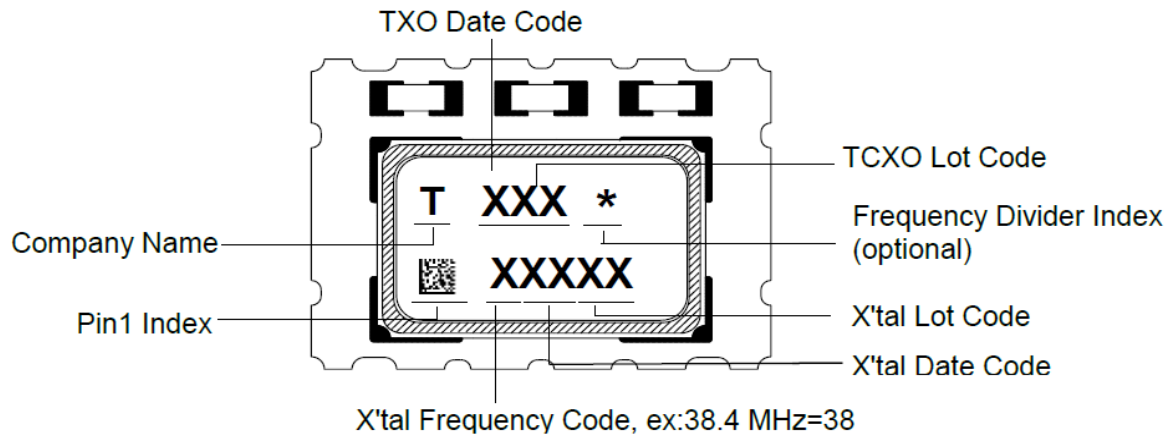 TXO Date Code
TCXO Lot Code
T XXX *
Frequency Divider Index
(optional)
Company Name
XXXXX
Pin1 Index
X'tal Lot Code
X'tal Date Code
X'tal Frequency Code, ex:38.4 MHz=38